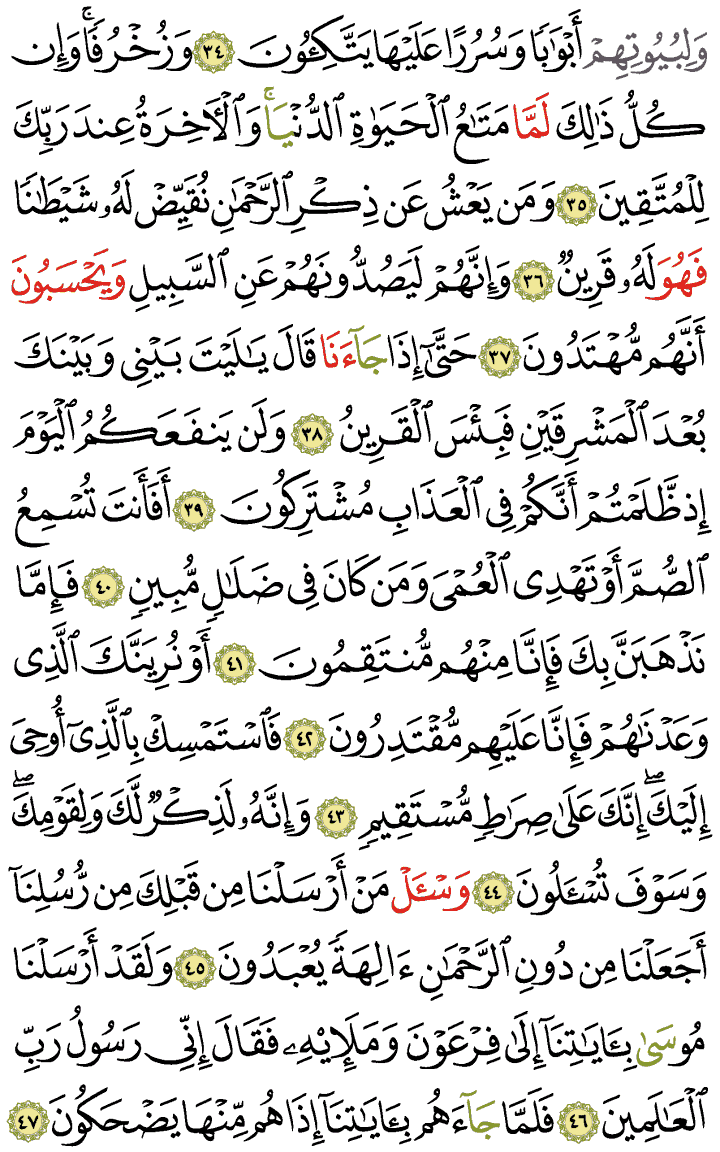 وَلِبُيُوتِهِمْ أَبْوَٰبًا وَسُرُرًا عَلَيْهَا يَتَّكِـُٔونَ ٣٤ وَزُخْرُفًا ۚ وَإِن
كُلُّ ذَٰلِكَ لَمَّا مَتَـٰعُ ٱلْحَيَوٰةِ ٱلدُّنْيَا ۚ وَٱلْـَٔاخِرَةُ عِندَ رَبِّكَ
لِلْمُتَّقِينَ ٣٥ وَمَن يَعْشُ عَن ذِكْرِ ٱلرَّحْمَـٰنِ نُقَيِّضْ لَهُۥ شَيْطَـٰنًا
فَهُوَ لَهُۥ قَرِينٌ ٣٦ وَإِنَّهُمْ لَيَصُدُّونَهُمْ عَنِ ٱلسَّبِيلِ وَيَحْسَبُونَ
أَنَّهُم مُّهْتَدُونَ ٣٧ حَتَّىٰٓ إِذَا جَآءَنَا قَالَ يَـٰلَيْتَ بَيْنِى وَبَيْنَكَ
بُعْدَ ٱلْمَشْرِقَيْنِ فَبِئْسَ ٱلْقَرِينُ ٣٨ وَلَن يَنفَعَكُمُ ٱلْيَوْمَ
إِذ ظَّلَمْتُمْ أَنَّكُمْ فِى ٱلْعَذَابِ مُشْتَرِكُونَ ٣٩ أَفَأَنتَ تُسْمِعُ
ٱلصُّمَّ أَوْ تَهْدِى ٱلْعُمْىَ وَمَن كَانَ فِى ضَلَـٰلٍ مُّبِينٍ ٤٠ فَإِمَّا
نَذْهَبَنَّ بِكَ فَإِنَّا مِنْهُم مُّنتَقِمُونَ ٤١ أَوْ نُرِيَنَّكَ ٱلَّذِى
وَعَدْنَـٰهُمْ فَإِنَّا عَلَيْهِم مُّقْتَدِرُونَ ٤٢ فَٱسْتَمْسِكْ بِٱلَّذِىٓ أُوحِىَ
إِلَيْكَ ۖ إِنَّكَ عَلَىٰ صِرَٰطٍ مُّسْتَقِيمٍ ٤٣ وَإِنَّهُۥ لَذِكْرٌ لَّكَ وَلِقَوْمِكَ ۖ
وَسَوْفَ تُسْـَٔلُونَ ٤٤ وَسْـَٔلْ مَنْ أَرْسَلْنَا مِن قَبْلِكَ مِن رُّسُلِنَآ
أَجَعَلْنَا مِن دُونِ ٱلرَّحْمَـٰنِ ءَالِهَةً يُعْبَدُونَ ٤٥ وَلَقَدْ أَرْسَلْنَا
مُوسَىٰ بِـَٔايَـٰتِنَآ إِلَىٰ فِرْعَوْنَ وَمَلَإِي۟هِۦ فَقَالَ إِنِّى رَسُولُ رَبِّ
ٱلْعَـٰلَمِينَ ٤٦ فَلَمَّا جَآءَهُم بِـَٔايَـٰتِنَآ إِذَا هُم مِّنْهَا يَضْحَكُونَ ٤٧